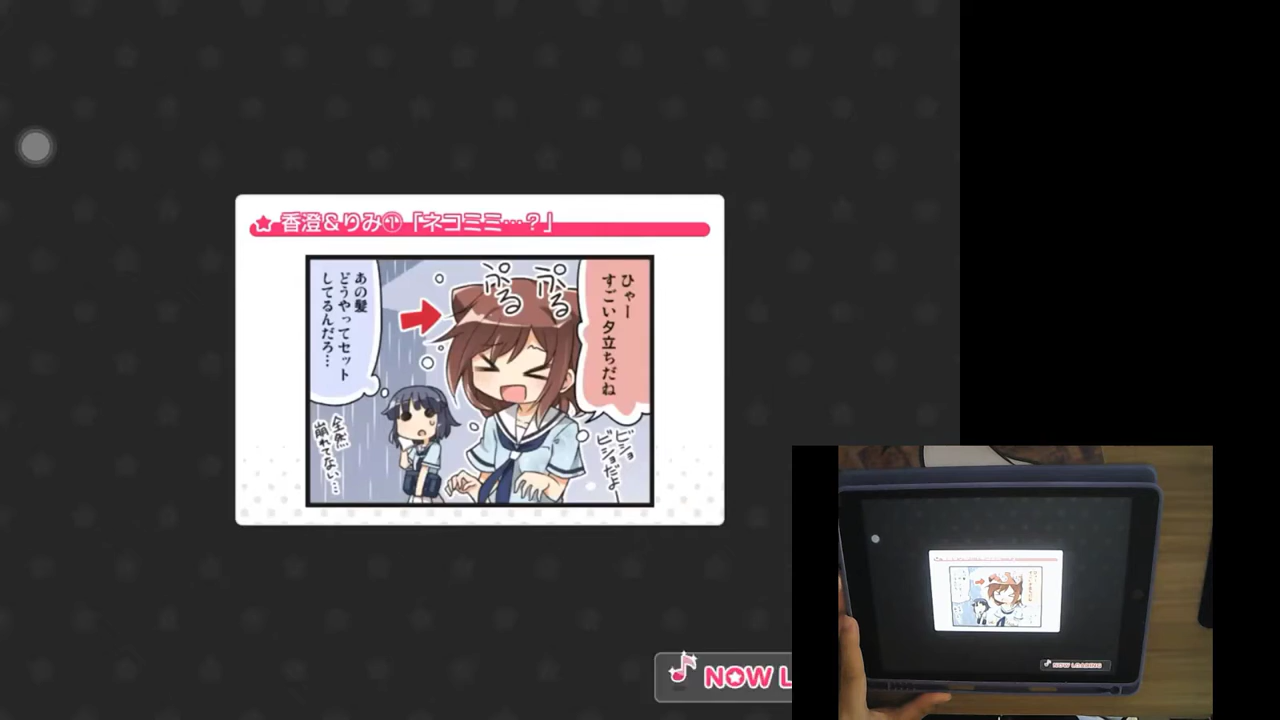 香澄&りみ①「ネコミミ…?」
ひゃー
すごい夕立ちだね
ぷる
ぷる
ビショ
ビショだよー
あの髪
どうやってセット
してるんだろ…
全然
崩れてない…
NOW L
NOW LOADING